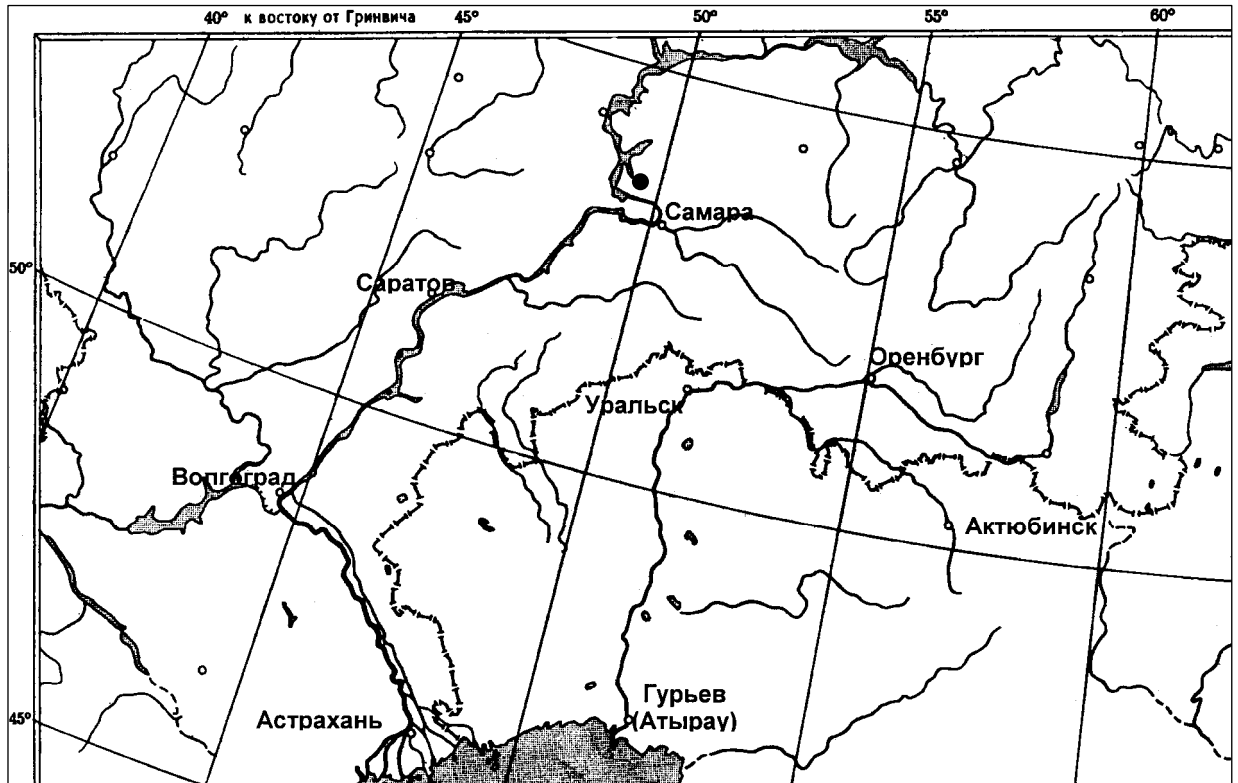 40° к востоку от Гринвича 45° 50° 55° 60°
Самара
50°
Саратов
Оренбург
Уральск
Волгоград
Актюбинск
Гурьев
(Атырау)
Астрахань
45°